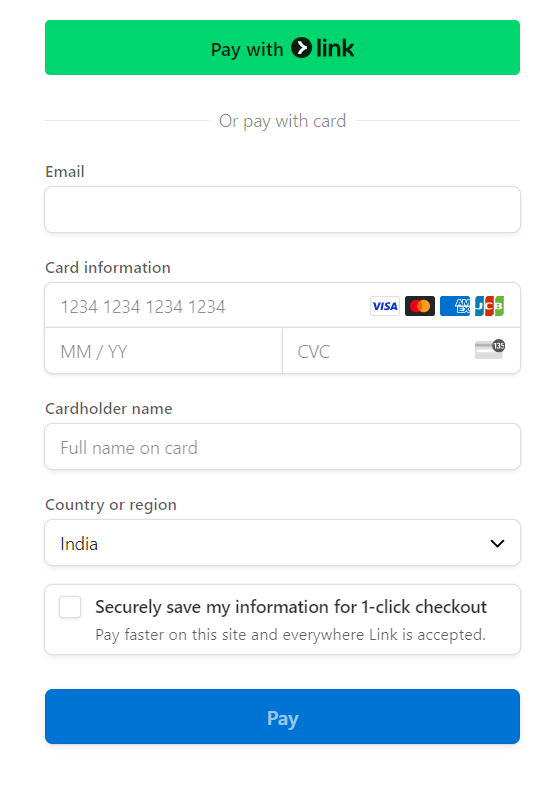 Pay with link
Or pay with card
Email
Card information
1234 1234 1234 1234 VISA AM EX JCB
MM / YY CVC 135
Cardholder name
Full name on card
Country or region
India
Securely save my information for 1-click checkout
Pay faster on this site and everywhere Link is accepted.
Pay